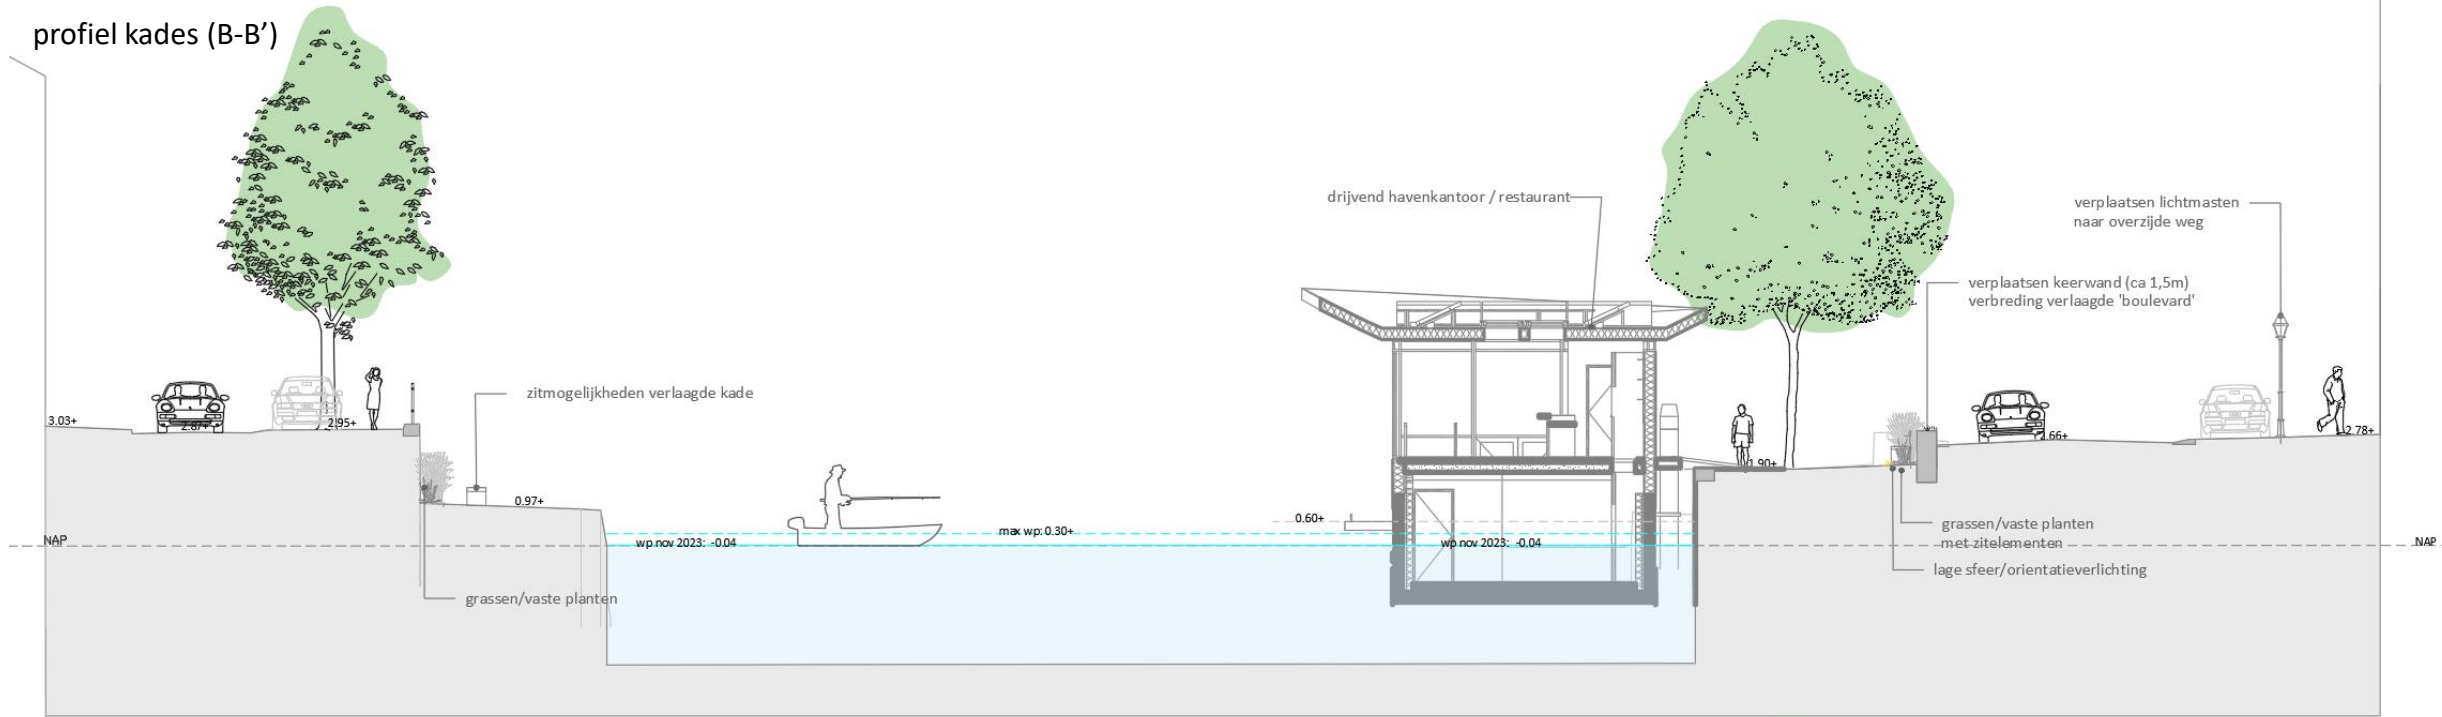 profiel kades (B-B’)
drijvend havenkantoor / restaurant
verplaatsen lichtmasten
naar overzijde weg
verplaatsen keerwand (ca 1,5m)
verbreding verlaagde 'boulevard'
zitmogelijkheden verlaagde kade
3.03+
2.87+
2.95+
2.66+
2.78+
1.90+
0.97+
0.60+
max wp: 0.30+
NAP
wp nov 2023: -0.04
wp nov 2023: -0.04
NAP
grassen/vaste planten
met zitelementen
lage sfeer/orientatieverlichting
grassen/vaste planten